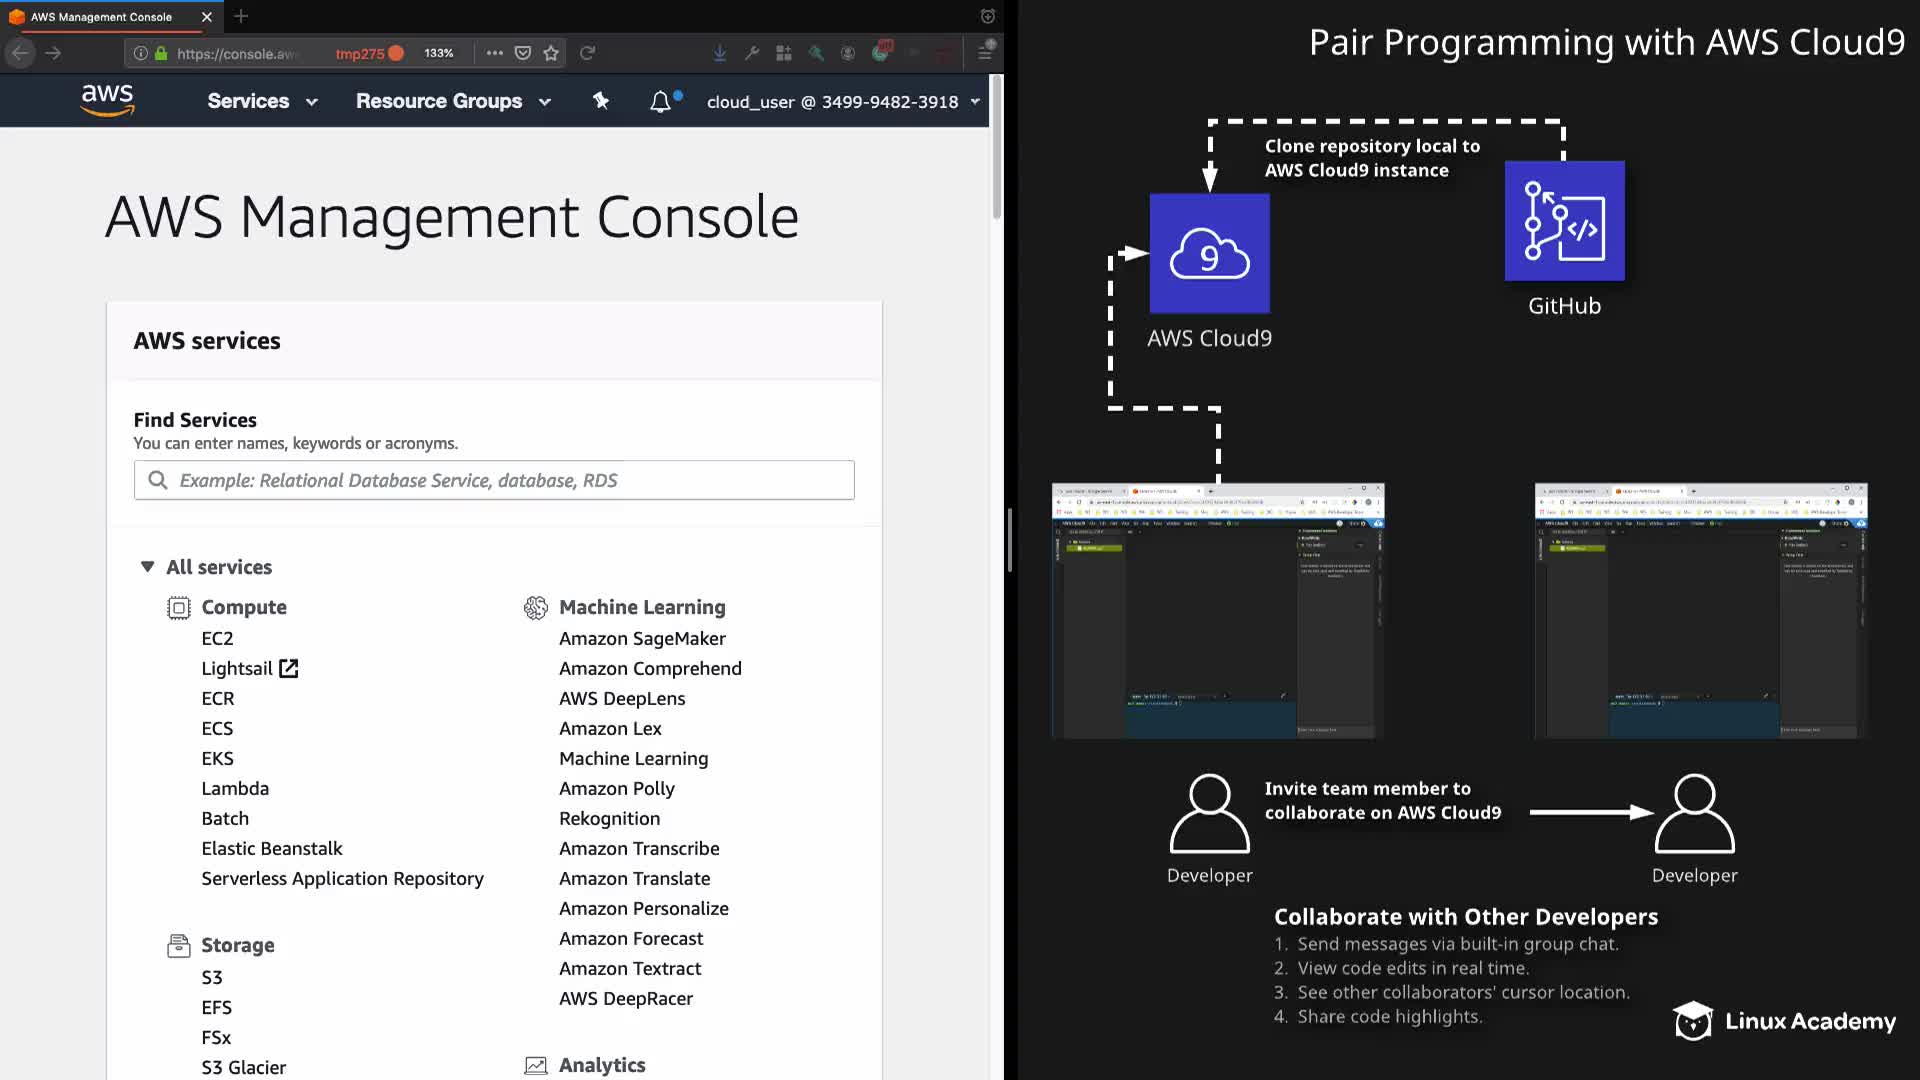 AWS Management Console
https://console.aw
tmp275
133%
aws
Services
Resource Groups
cloud_user @ 3499-9482-3918
AWS Management Console
AWS services
Find Services
You can enter names, keywords or acronyms.
Example: Relational Database Service, database, RDS
All services
Compute
EC2
Lightsail
ECR
ECS
EKS
Lambda
Batch
Elastic Beanstalk
Serverless Application Repository
Storage
S3
EFS
FSx
S3 Glacier
Machine Learning
Amazon SageMaker
Amazon Comprehend
AWS DeepLens
Amazon Lex
Machine Learning
Amazon Polly
Rekognition
Amazon Transcribe
Amazon Translate
Amazon Personalize
Amazon Forecast
Amazon Textract
AWS DeepRacer
Analytics
Pair Programming with AWS Cloud9
Clone repository local to
AWS Cloud9 instance
9
AWS Cloud9
</>
GitHub
Invite team member to
collaborate on AWS Cloud9
Developer
Developer
Collaborate with Other Developers
1. Send messages via built-in group chat.
2. View code edits in real time.
3. See other collaborators' cursor location.
4. Share code highlights.
Linux Academy